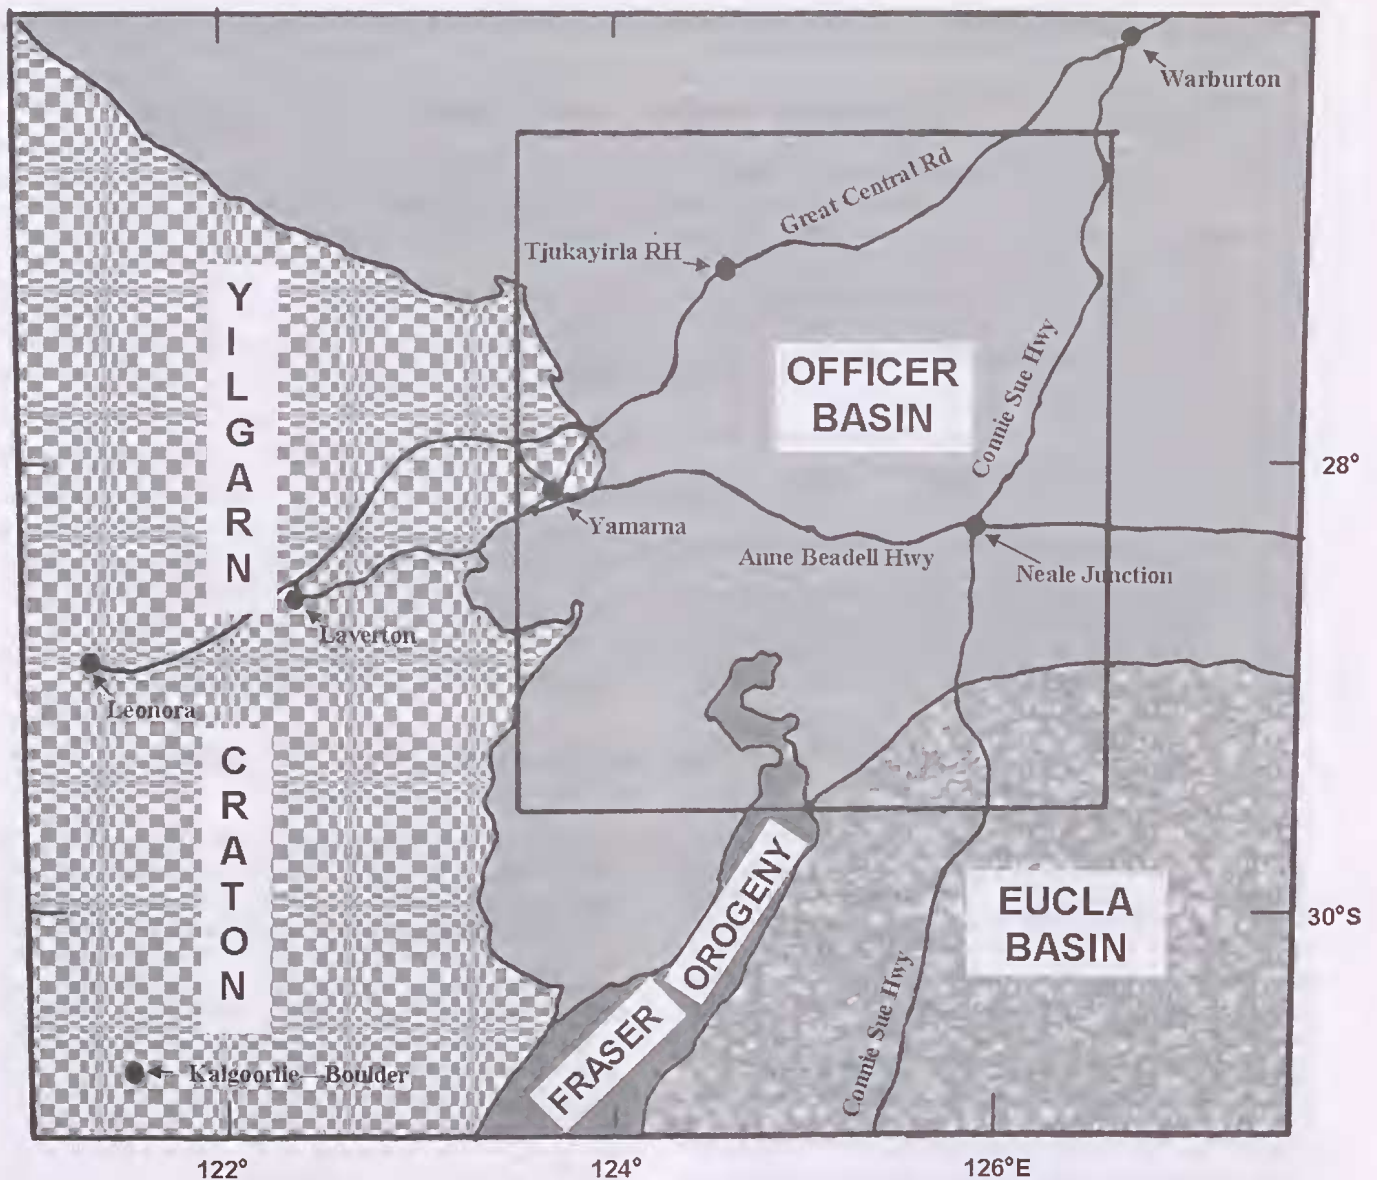 Warburton
Great Central Rd
Tjukayirla RH
YILGARN
OFFICER
BASIN
Connie Sue Hwy
28°
Yamarna
Anne Beadell Hwy
Neale Junction
Laverton
Leonora
CRATON
FRASER OROGENY
EUCLA
BASIN
30°S
Connie Sue Hwy
Kalgoorlie—Boulder
122°
124°
126°E